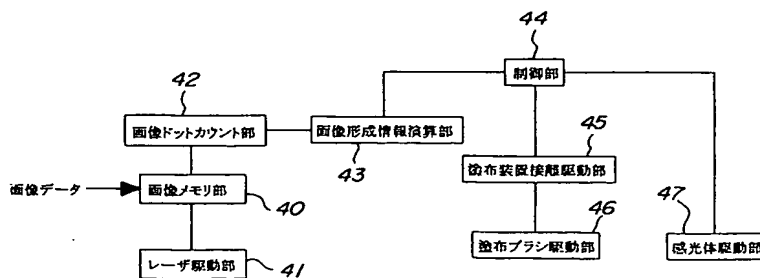 44
制御部
42
画像ドットカウント部
画像形成情報演算部
43
45
塗布装置接離駆動部
画像データ
画像メモリ部
40
46
塗布ブラシ駆動部
47
感光体駆動部
レーザ駆動部
41